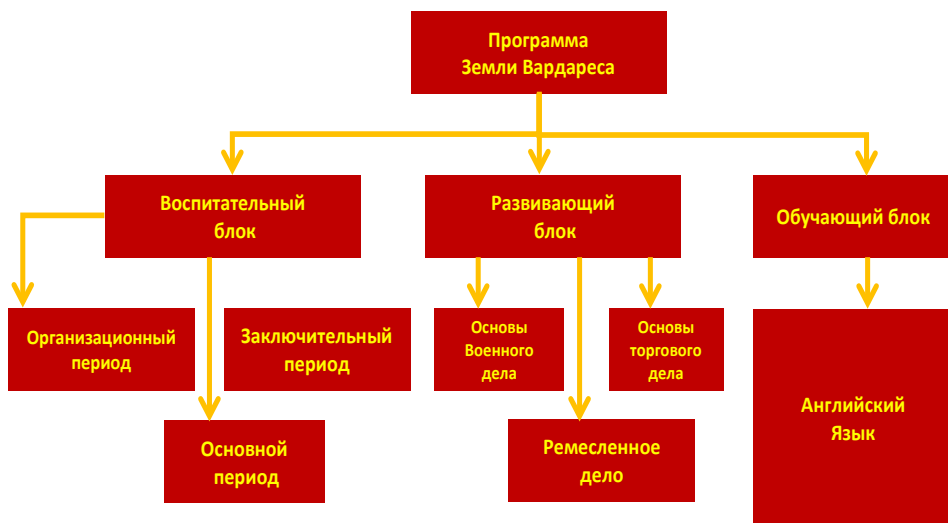 Программа
Земли Вардареса
Воспитательный
блок
Развивающий
блок
Обучающий блок
Организационный
период
Заключительный
период
Основы
Военного
дела
Основы
торгового
дела
Английский
Язык
Основной
период
Ремесленное
дело